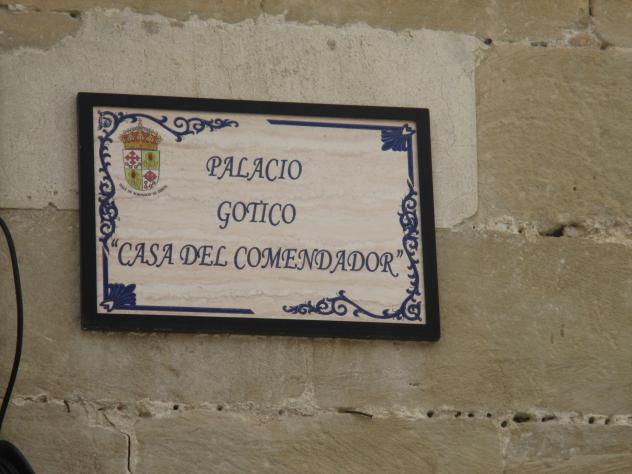 PALACIO
GOTICO
"CASA DEL COMENDADOR"